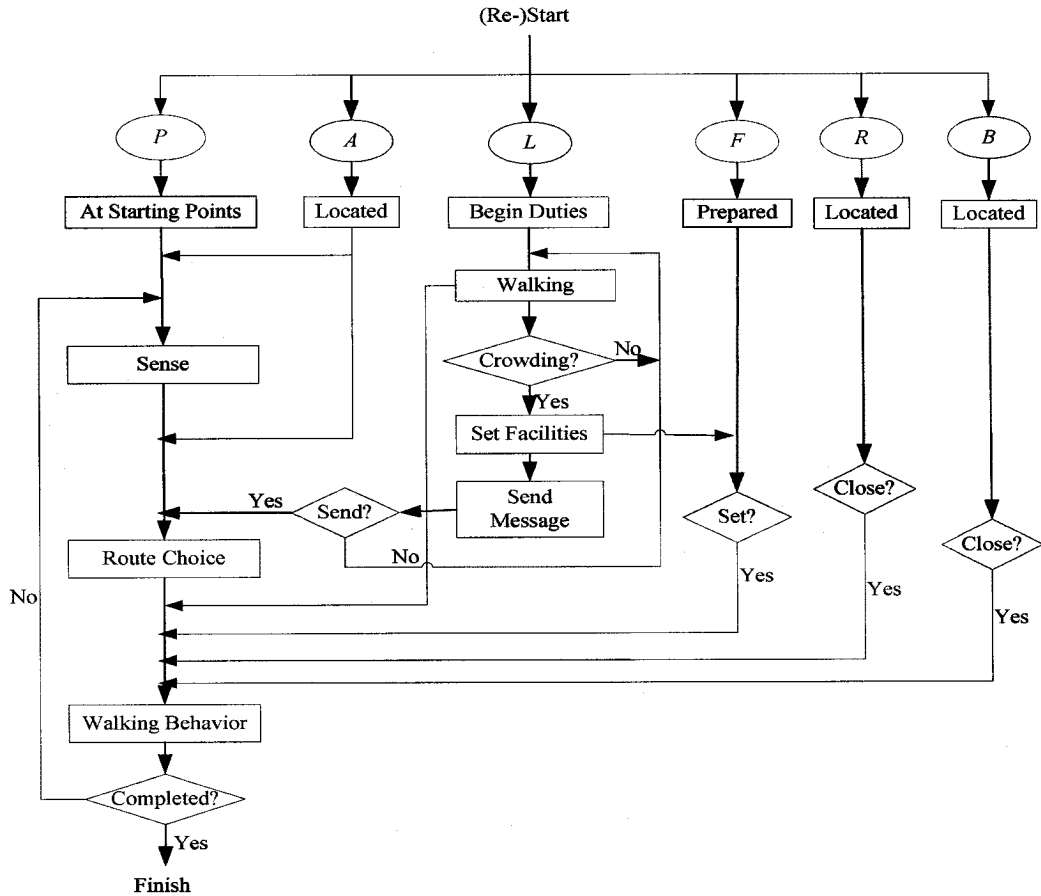 (Re-)Start
P
A
L
F
R
B
At Starting Points
Located
Begin Duties
Prepared
Located
Located
Walking
Crowding?
No
Sense
Yes
Set Facilities
Send
Message
Send?
Yes
No
Set?
Close?
Close?
Route Choice
Yes
Yes
Yes
No
Walking Behavior
Completed?
Yes
Finish